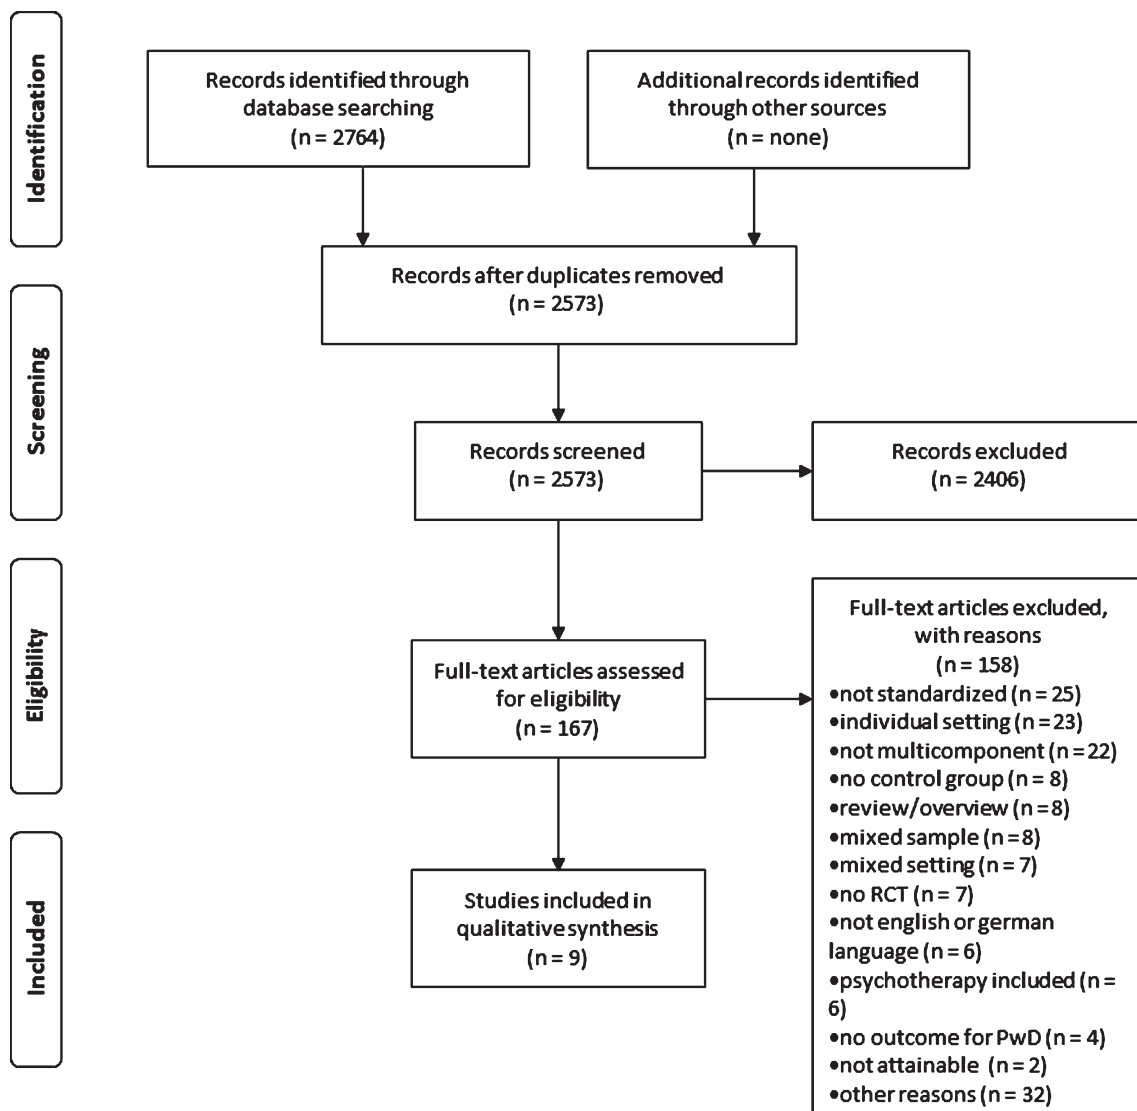 Identification
Records identified through
database searching
(n = 2764)
Additional records identified
through other sources
(n = none)
Records after duplicates removed
(n = 2573)
Screening
Records screened
(n = 2573)
Records excluded
(n = 2406)
Eligibility
Full-text articles assessed
for eligibility
(n = 167)
Full-text articles excluded,
with reasons
(n = 158)
•not standardized (n = 25)
•individual setting (n = 23)
•not multicomponent (n = 22)
•no control group (n = 8)
•review/overview (n = 8)
•mixed sample (n = 8)
•mixed setting (n = 7)
•no RCT (n = 7)
•not english or german
language (n = 6)
•psychotherapy included (n =
6)
•no outcome for PwD (n = 4)
•not attainable (n = 2)
•other reasons (n = 32)
Included
Studies included in
qualitative synthesis
(n = 9)